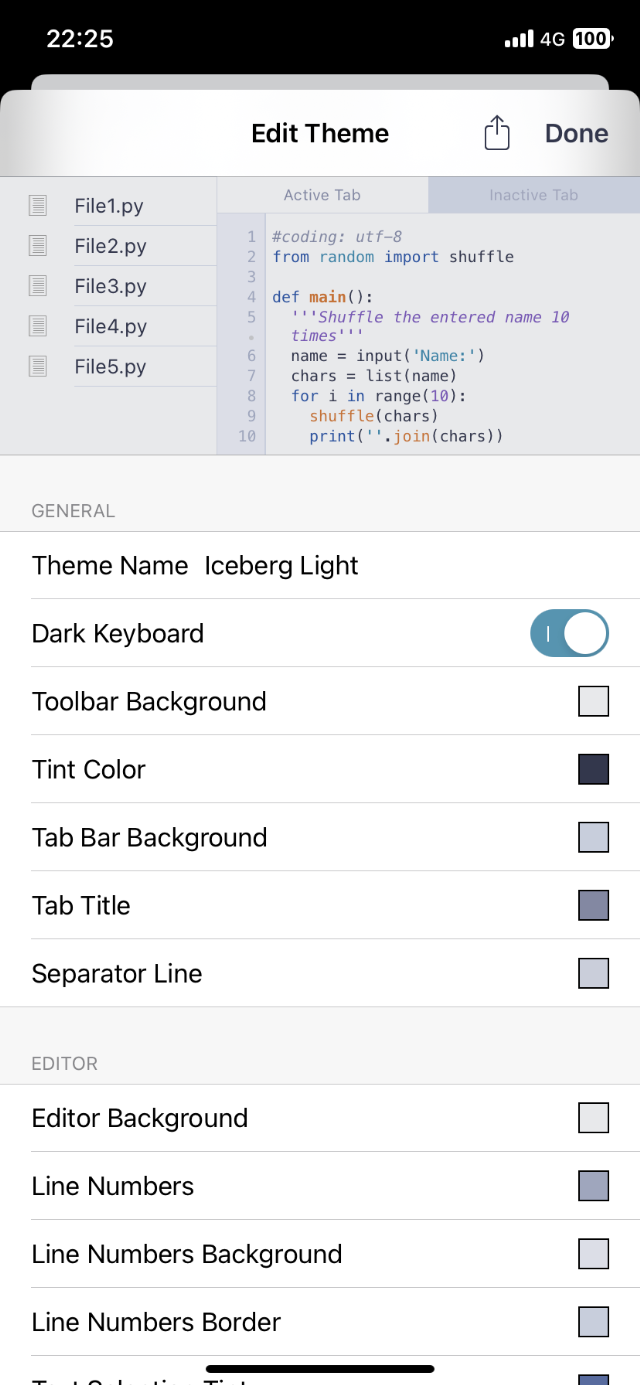 22:25
4G 100
Edit Theme
Done
File1.py
File2.py
File3.py
File4.py
File5.py
Active Tab
Inactive Tab
1 #coding: utf-8
2 from random import shuffle
3
4 def main():
5 '''Shuffle the entered name 10
times'''
6 name = input('Name:')
7 chars = list(name)
8 for i in range(10):
9 shuffle(chars)
10 print(''.join(chars))
GENERAL
Theme Name Iceberg Light
Dark Keyboard
Toolbar Background
Tint Color
Tab Bar Background
Tab Title
Separator Line
EDITOR
Editor Background
Line Numbers
Line Numbers Background
Line Numbers Border
Text Selection Tint